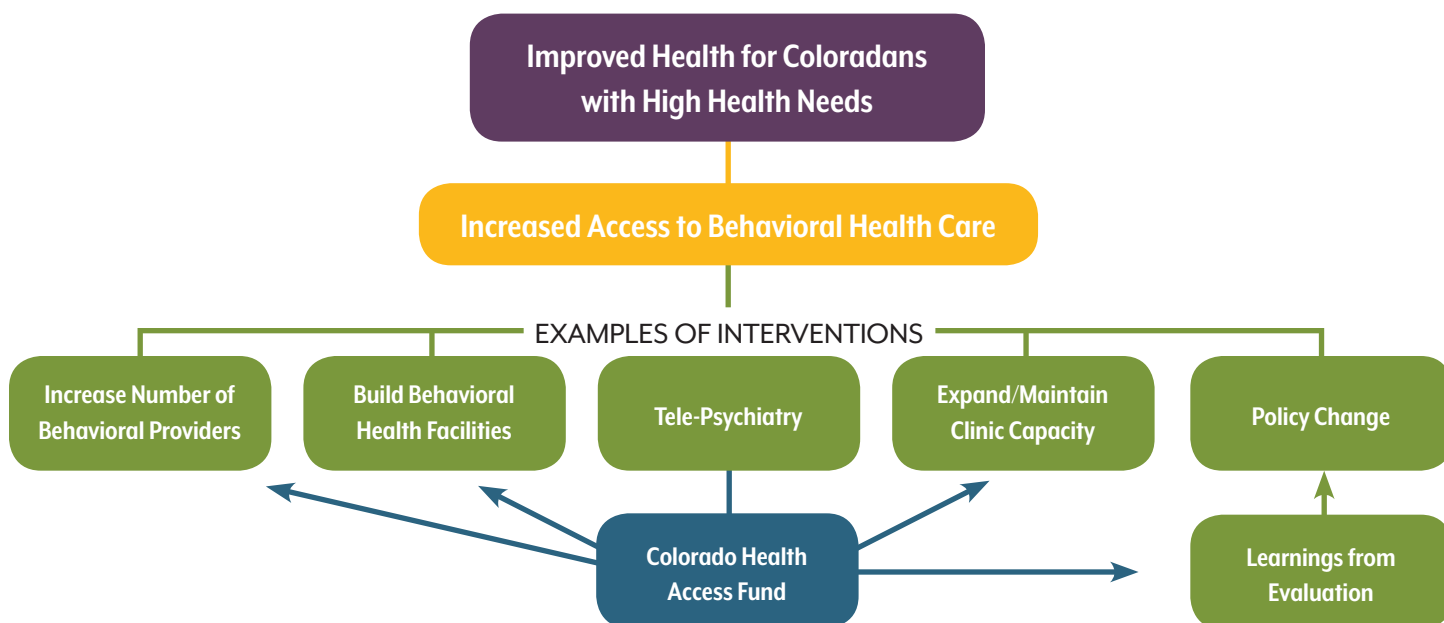 Improved Health for Coloradans
with High Health Needs
Increased Access to Behavioral Health Care
EXAMPLES OF INTERVENTIONS
Increase Number of
Behavioral Providers
Build Behavioral
Health Facilities
Tele-Psychiatry
Expand/Maintain
Clinic Capacity
Policy Change
Colorado Health
Access Fund
Learnings from
Evaluation